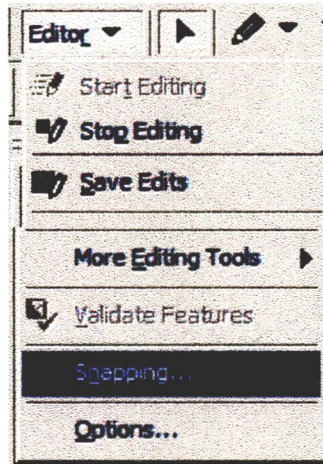 Editor
Start Editing
Stop Editing
Save Edits
More Editing Tools
Validate Features
Snapping...
Options...